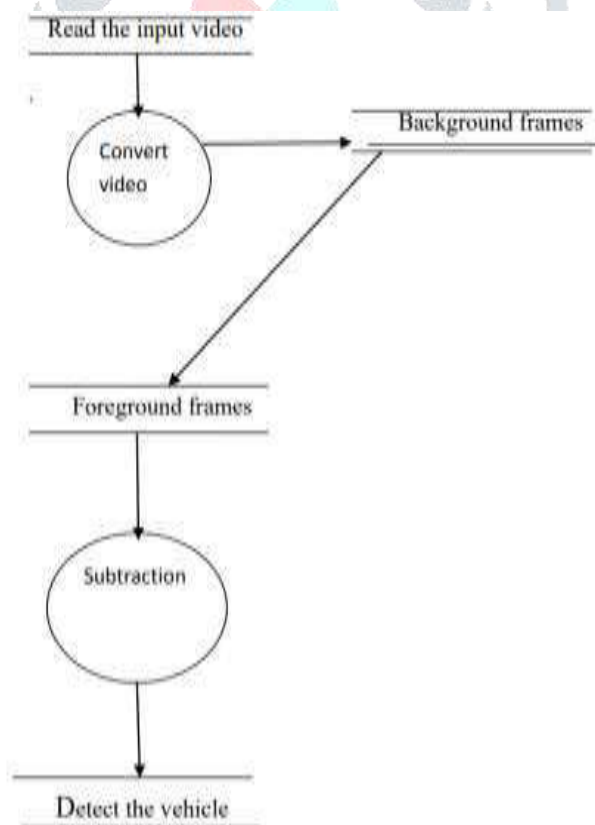 Read the input video
Convert
video
Background frames
Foreground frames
Subtraction
Detect the vehicle